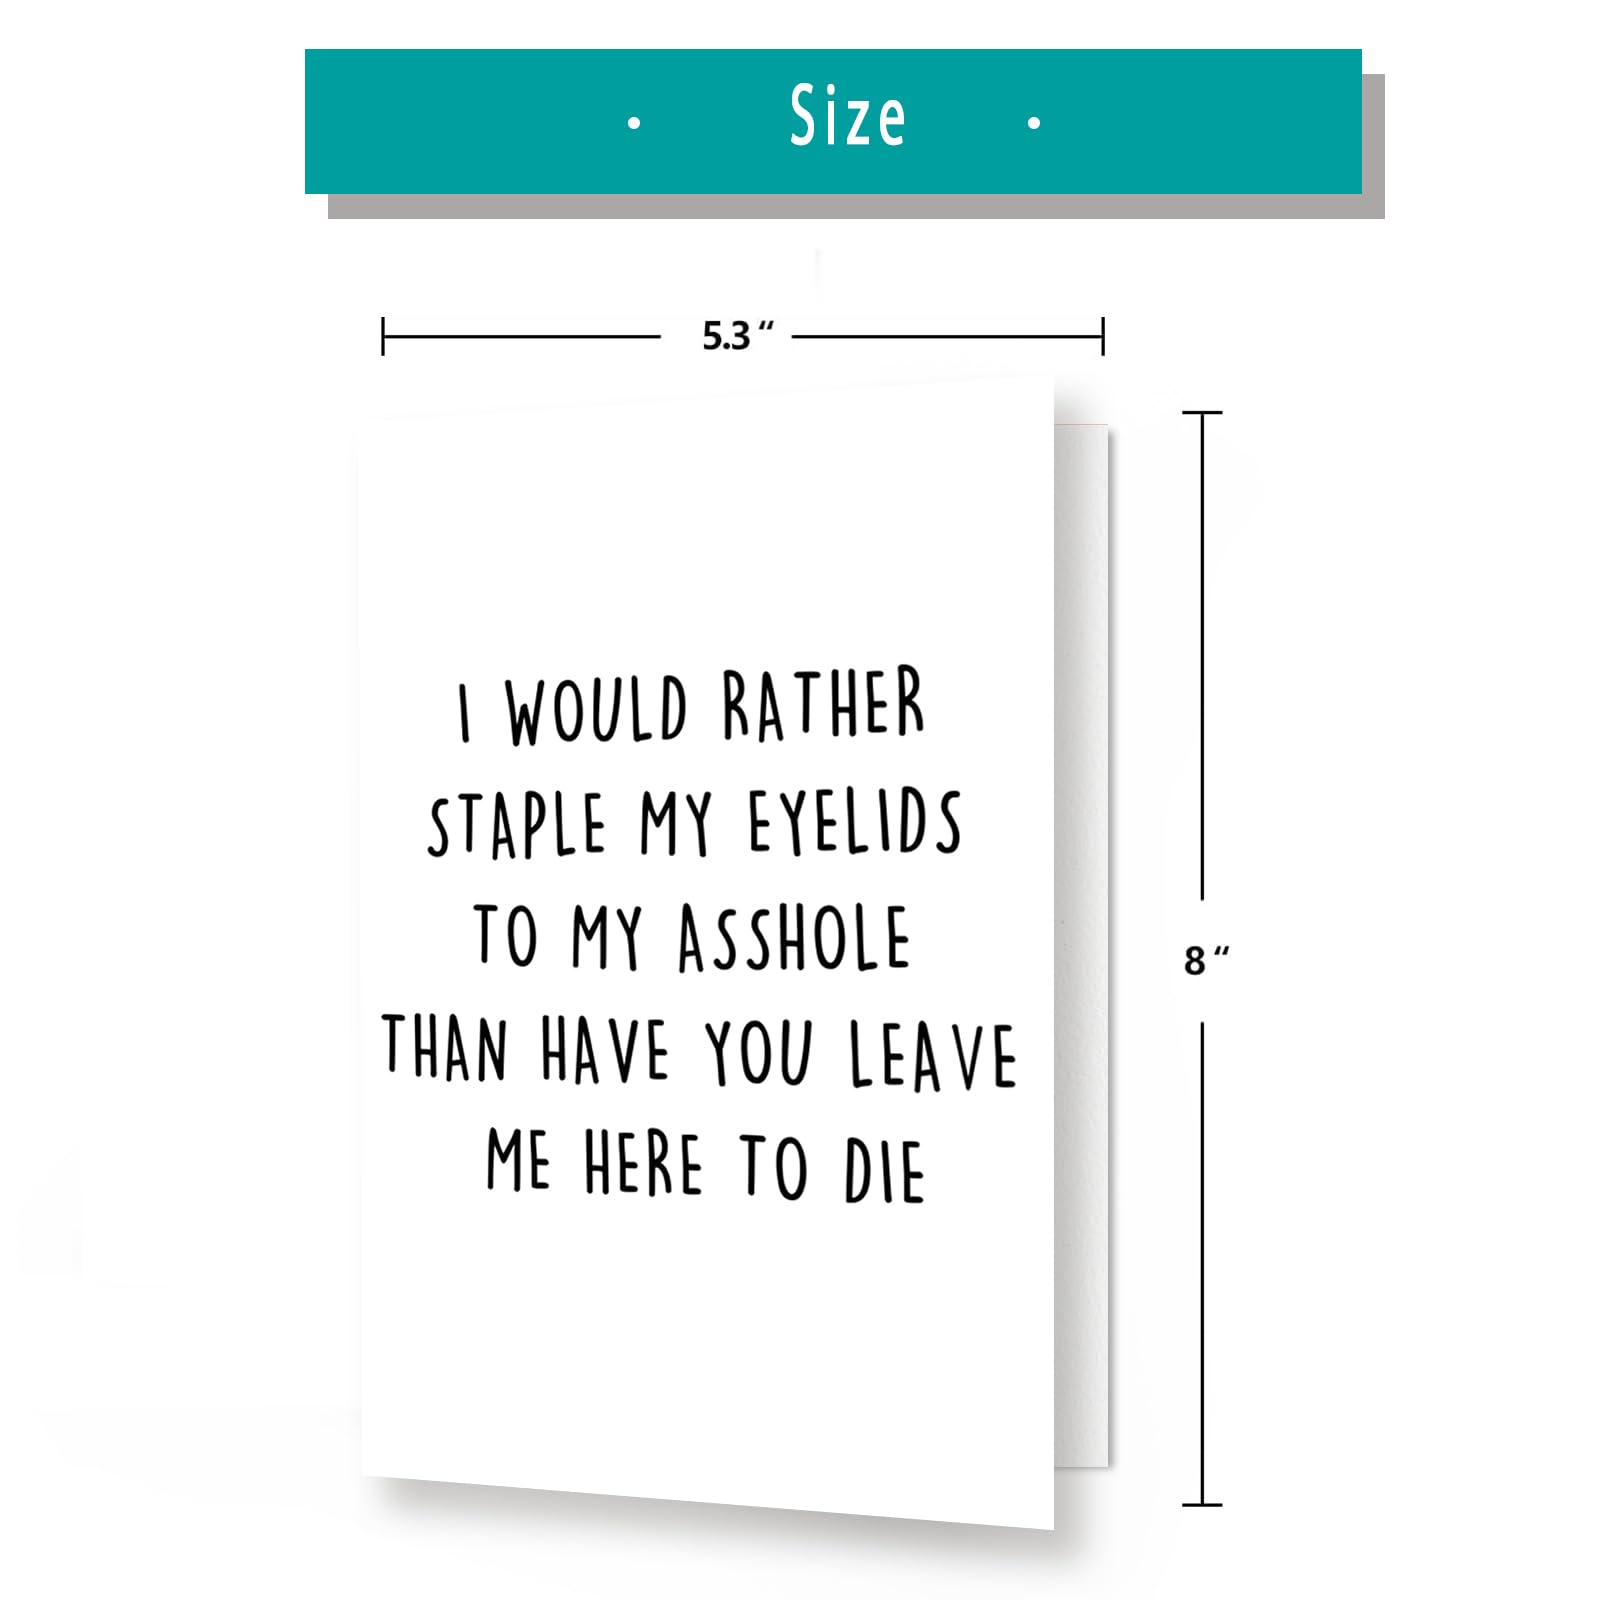 • Size •
5.3“
8“
I WOULD RATHER
STAPLE MY EYELIDS
TO MY ASSHOLE
THAN HAVE YOU LEAVE
ME HERE TO DIE